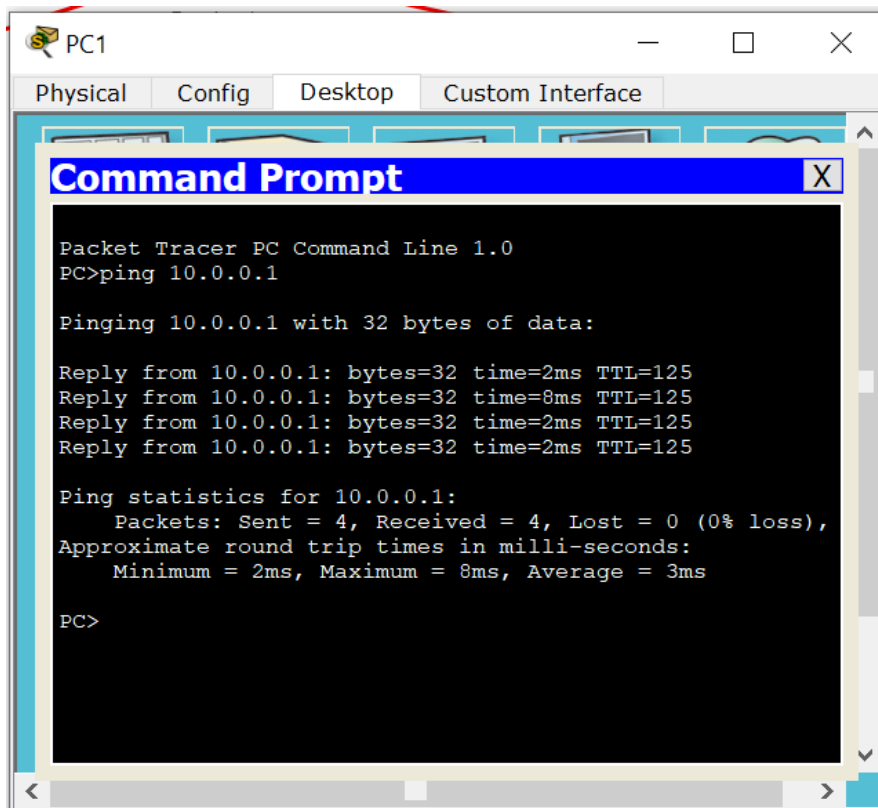 PC1
Physical Config Desktop Custom Interface
Command Prompt X
Packet Tracer PC Command Line 1.0
PC>ping 10.0.0.1
Pinging 10.0.0.1 with 32 bytes of data:
Reply from 10.0.0.1: bytes=32 time=2ms TTL=125
Reply from 10.0.0.1: bytes=32 time=8ms TTL=125
Reply from 10.0.0.1: bytes=32 time=2ms TTL=125
Reply from 10.0.0.1: bytes=32 time=2ms TTL=125
Ping statistics for 10.0.0.1:
Packets: Sent = 4, Received = 4, Lost = 0 (0% loss),
Approximate round trip times in milli-seconds:
Minimum = 2ms, Maximum = 8ms, Average = 3ms
PC>